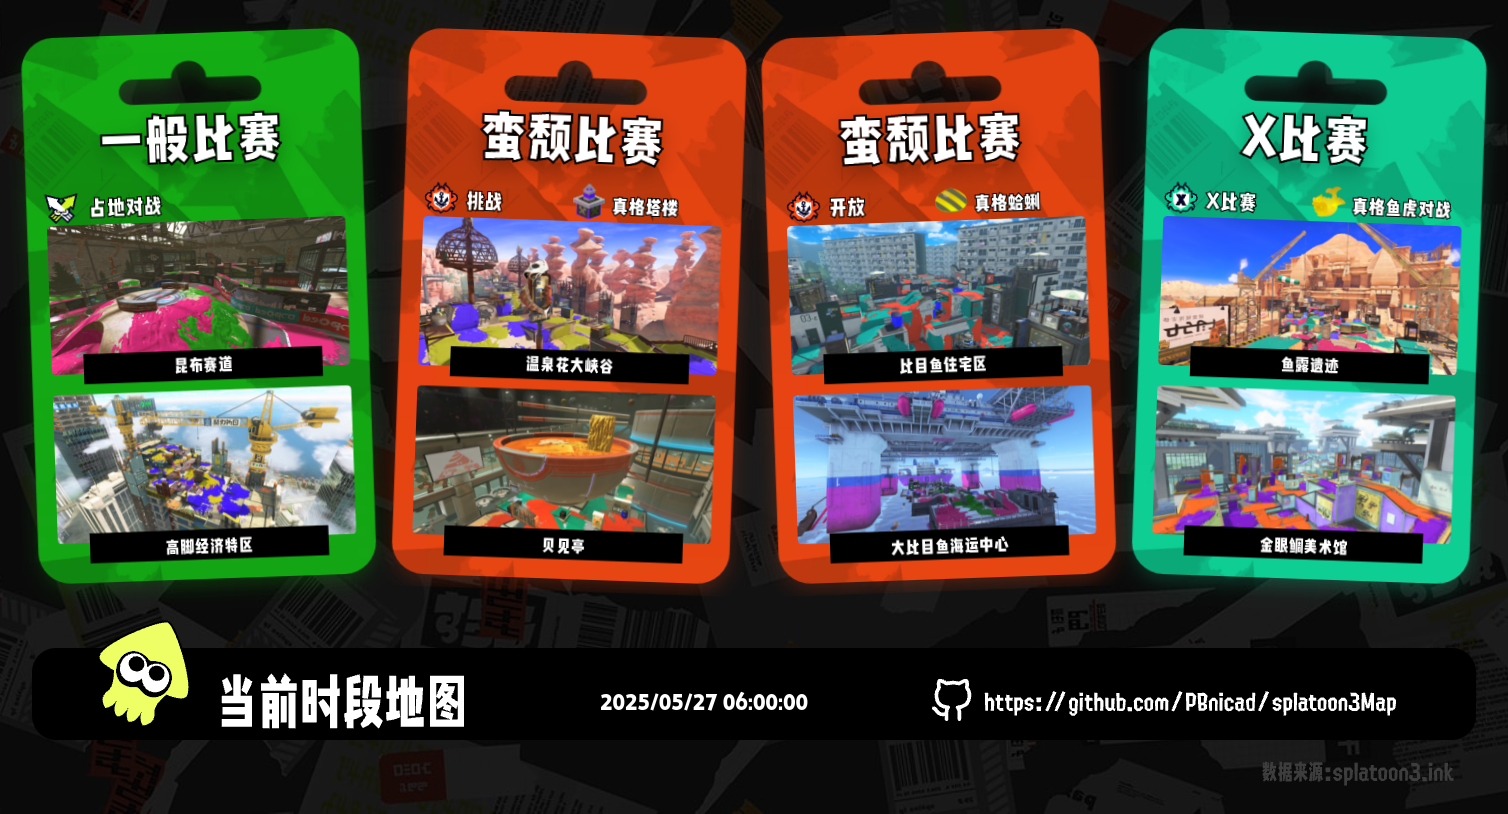 一般比赛
占地对战
昆布赛道
高脚经济特区
蛮颓比赛
挑战
真格塔楼
温泉花大峡谷
贝见亭
蛮颓比赛
开放
真格蛤蜊
比目鱼住宅区
大比目鱼海运中心
X比赛
X比赛
真格鱼虎对战
鱼露遗迹
金眼鲷美术馆
当前时段地图
2025/05/27 06:00:00
https://github.com/PBnicad/splatoon3Map
数据来源:splatoon3.ink